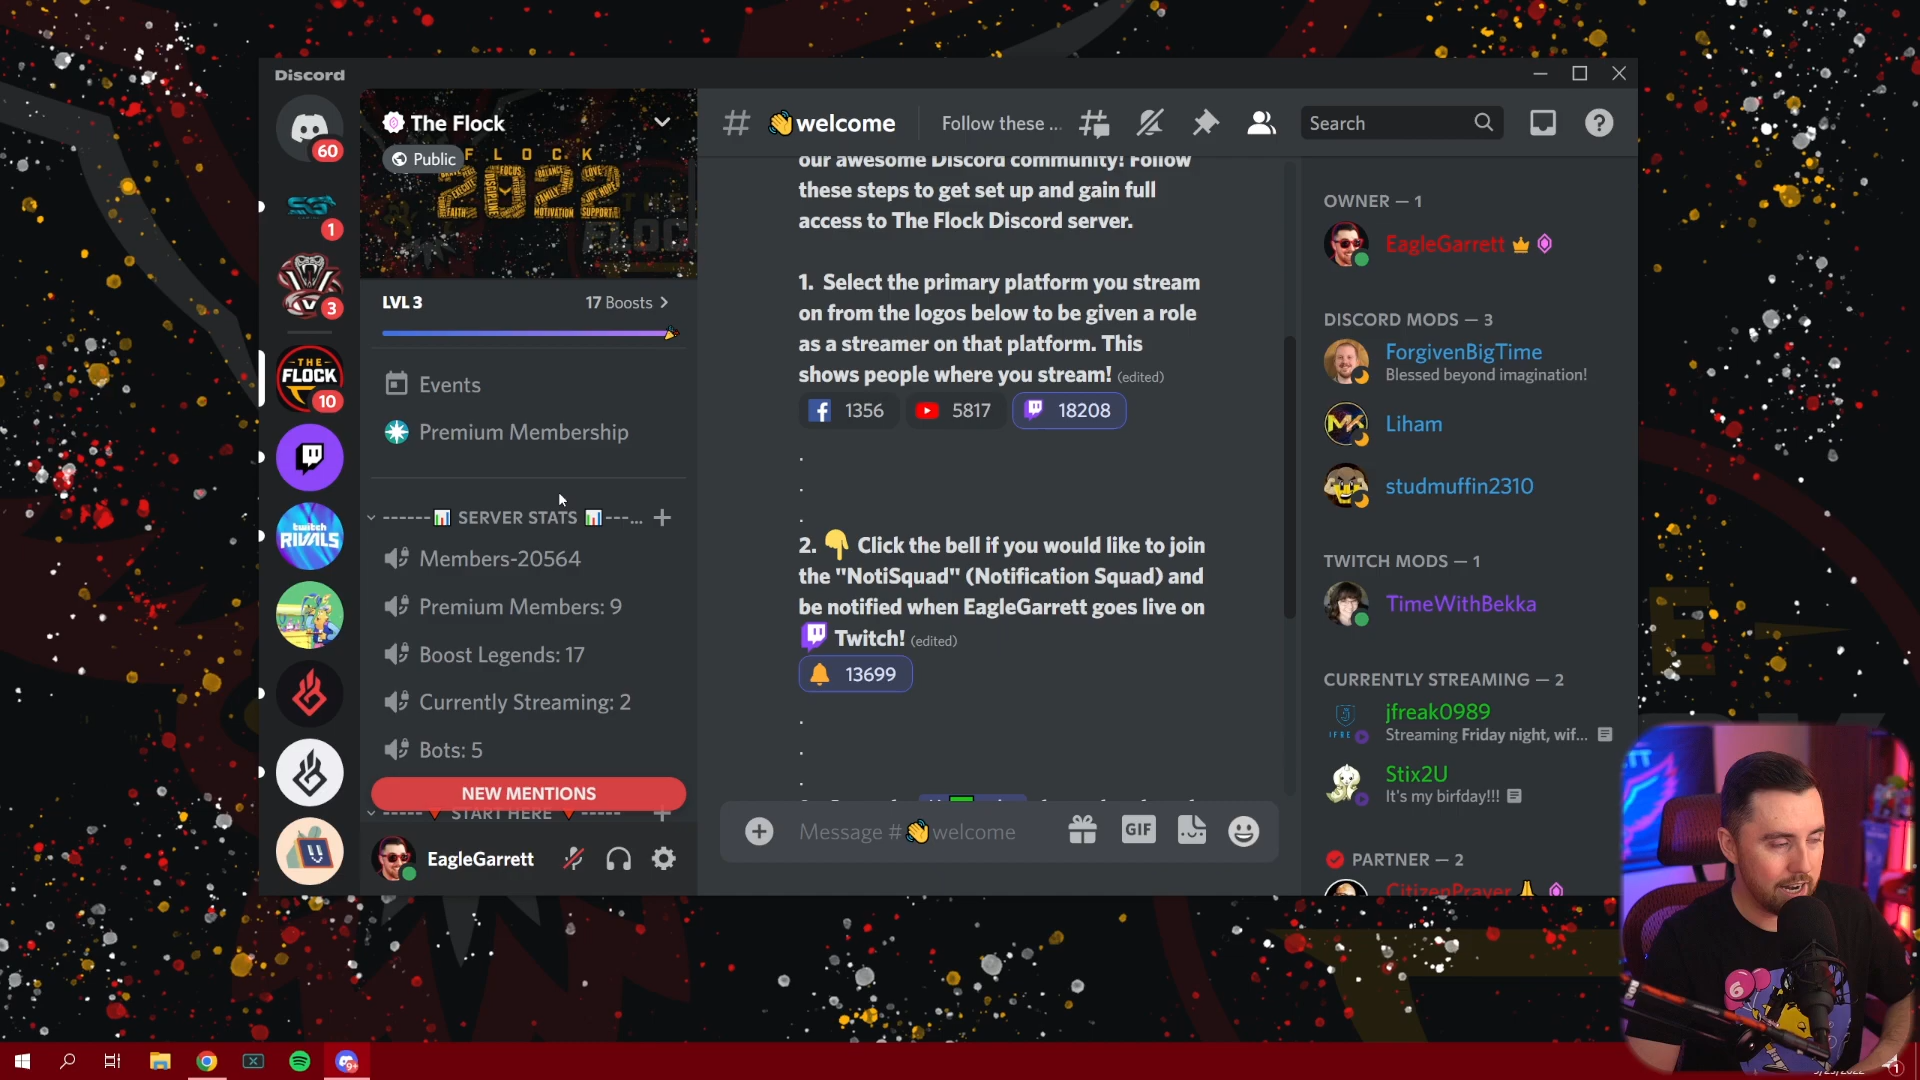 Discord
60
1
3
THE
FLOCK
10
twitch
RIVALS
The Flock
Public
FLOCK
2022
LVL 3
17 Boosts
Events
Premium Membership
------ SERVER STATS ---...
Members-20564
Premium Members: 9
Boost Legends: 17
Currently Streaming: 2
Bots: 5
NEW MENTIONS
----- START HERE -----
EagleGarrett
welcome
Follow these ...
Search
our awesome Discord community! Follow
these steps to get set up and gain full
access to The Flock Discord server.
1. Select the primary platform you stream
on from the logos below to be given a role
as a streamer on that platform. This
shows people where you stream! (edited)
1356
5817
18208
.
.
.
2. Click the bell if you would like to join
the "NotiSquad" (Notification Squad) and
be notified when EagleGarrett goes live on
Twitch! (edited)
13699
.
.
.
Message # welcome
GIF
OWNER — 1
EagleGarrett
DISCORD MODS — 3
ForgivenBigTime
Blessed beyond imagination!
Liham
studmuffin2310
TWITCH MODS — 1
TimeWithBekka
CURRENTLY STREAMING — 2
jfreak0989
Streaming Friday night, wif...
Stix2U
It's my birfday!!!
PARTNER — 2
CitizenPrayer